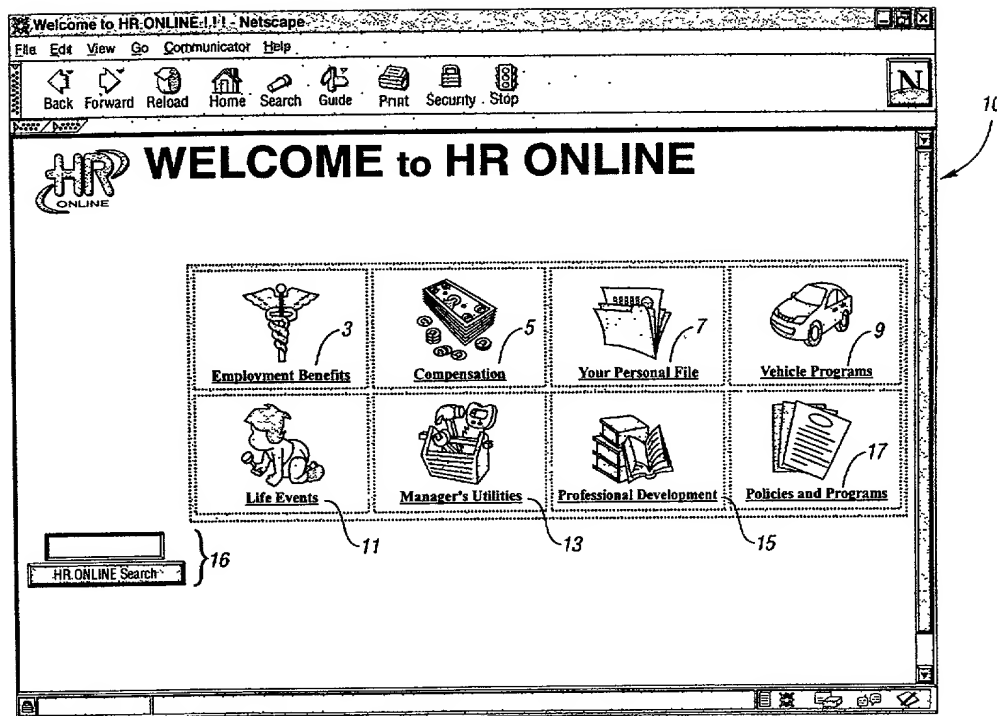 Welcome to HR ONLINE ! ! ! - Netscape
File Edit View Go Communicator Help
Back Forward Reload Home Search Guide Print Security Stop
N
10
HR ONLINE
WELCOME to HR ONLINE
3 5 7 9
Employment Benefits Compensation Your Personal File Vehicle Programs
17
Life Events Manager's Utilities Professional Development Policies and Programs
11 13 15
16
HR ONLINE Search